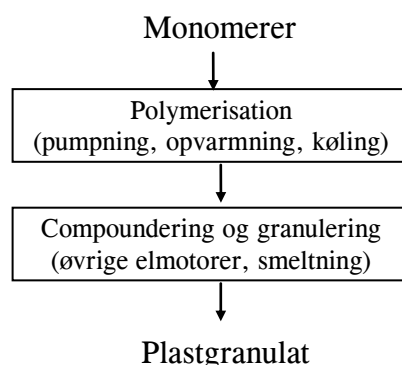 Monomerer
Polymerisation
(pumpning, opvarmning, køling)
Compoundering og granulering
(øvrige elmotorer, smeltning)
Plastgranulat